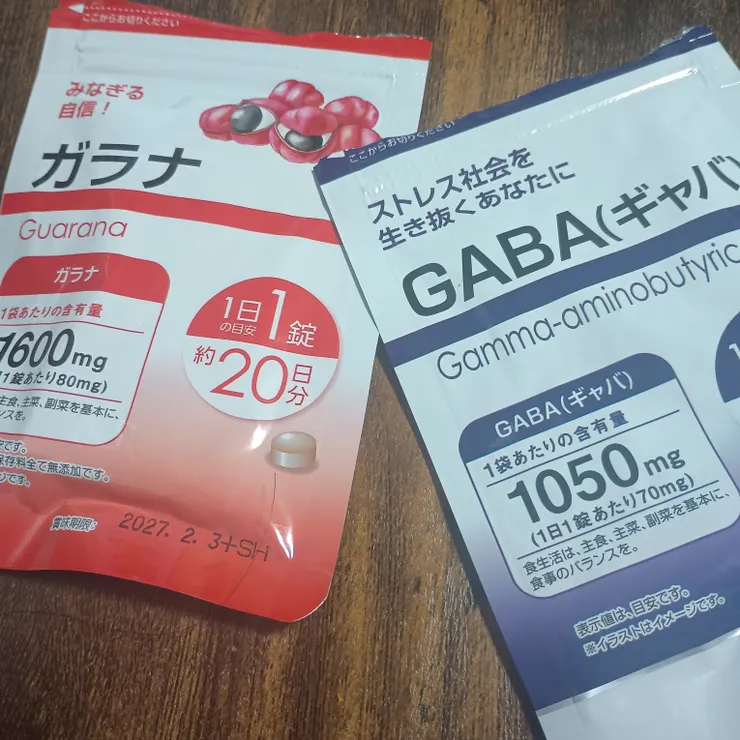 ここからお切りください
みなぎる
自信!
ガラナ
Guarana
ガラナ
1袋あたりの含有量
1600mg
1錠あたり80mg)
主食、主菜、副菜を基本に、
ンスを。
です。
保存料全て無添加です。
ジです。
1日
の目安
1錠
約20日分
賞味期限:
2027. 2. 3+SH
ここからお切りください
ストレス社会を
生き抜くあなたに
GABA(ギャバ)
Gamma-aminobutyric
GABA(ギャバ)
1袋あたりの含有量
1050mg
(1日1錠あたり70mg)
食生活は、主食、主菜、副菜を基本に、
食事のバランスを。
表示値は、目安です。
※イラストはイメージです。